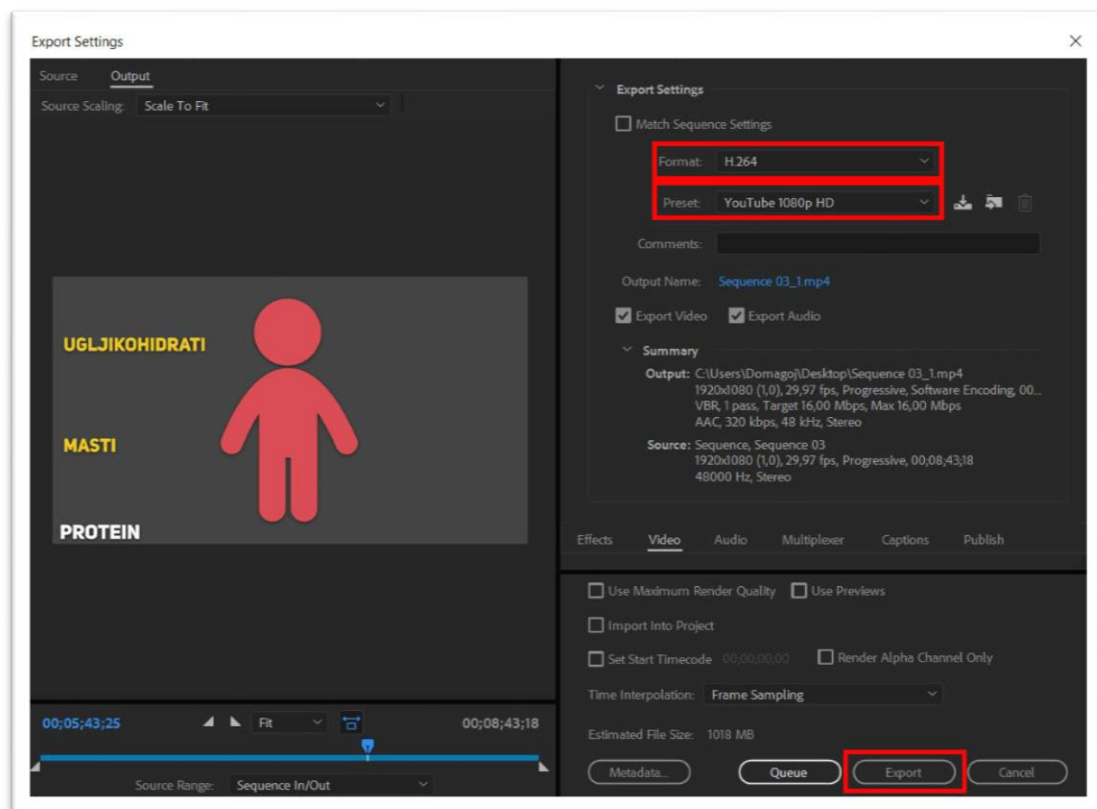 Export Settings
Source Output
Source Scaling: Scale To Fit
UGLJIKOHIDRATI
MASTI
PROTEIN
00;05;43;25 Fit 00;08;43;18
Source Range: Sequence In/Out
Export Settings
Match Sequence Settings
Format: H.264
Preset: YouTube 1080p HD
Comments:
Output Name: Sequence 03_1.mp4
Export Video Export Audio
Summary
Output: C:\Users\Domagoj\Desktop\Sequence 03_1.mp4
1920x1080 (1,0), 29,97 fps, Progressive, Software Encoding, 00...
VBR, 1 pass, Target 16,00 Mbps, Max 16,00 Mbps
AAC, 320 kbps, 48 kHz, Stereo
Source: Sequence, Sequence 03
1920x1080 (1,0), 29,97 fps, Progressive, 00;08;43;18
48000 Hz, Stereo
Effects Video Audio Multiplexer Captions Publish
Use Maximum Render Quality Use Previews
Import Into Project
Set Start Timecode 00;00;00;00 Render Alpha Channel Only
Time Interpolation: Frame Sampling
Estimated File Size: 1018 MB
Metadata... Queue Export Cancel